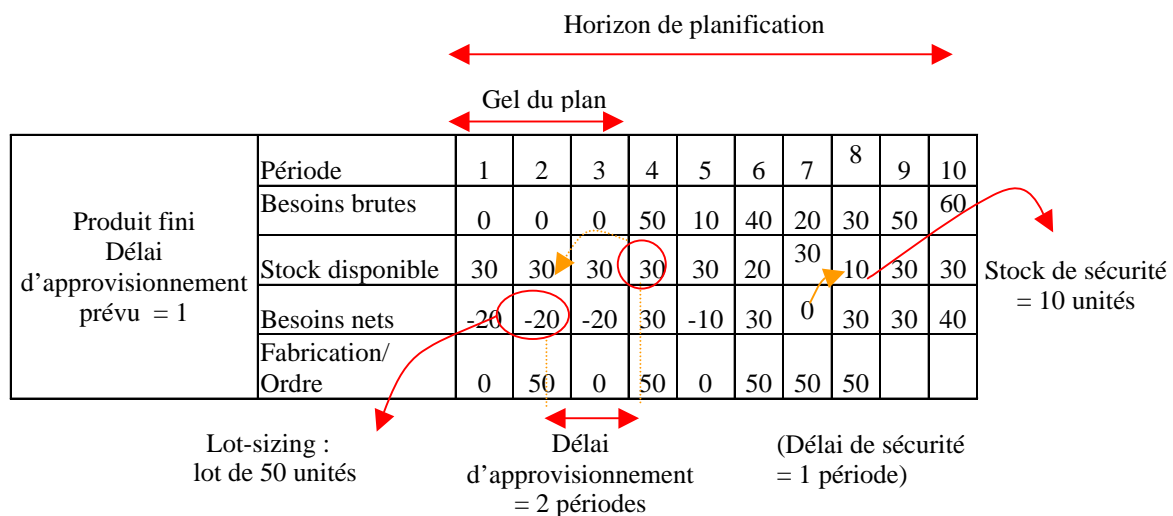 Horizon de planification
Gel du plan
Produit fini
Délai
d'approvisionnement
prévu = 1
Période 1 2 3 4 5 6 7 8 9 10
Besoins brutes 0 0 0 50 10 40 20 30 50 60
Stock disponible 30 30 30 30 30 20 30 10 30 30
Besoins nets -20 -20 -20 30 -10 30 0 30 30 40
Fabrication/
Ordre 0 50 0 50 0 50 50 50
Stock de sécurité
= 10 unités
Lot-sizing :
lot de 50 unités
Délai
d'approvisionnement
= 2 périodes
(Délai de sécurité
= 1 période)